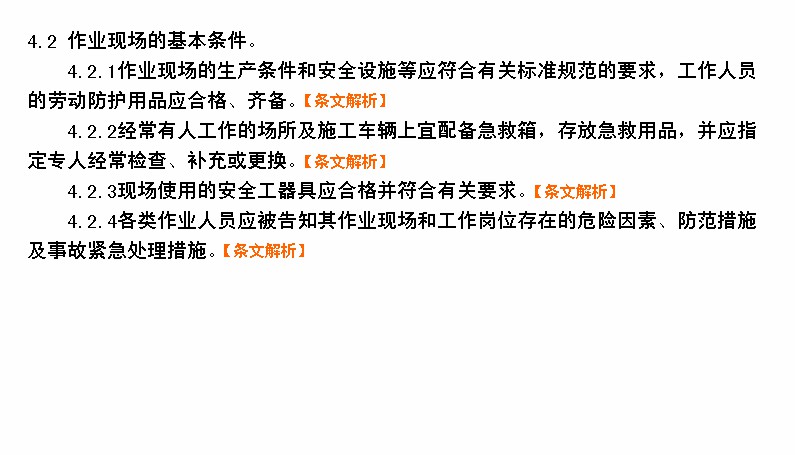 4.2 作业现场的基本条件。
4.2.1作业现场的生产条件和安全设施等应符合有关标准规范的要求，工作人员
的劳动防护用品应合格、齐备。【条文解析】
4.2.2经常有人工作的场所及施工车辆上宜配备急救箱，存放急救用品，并应指
定专人经常检查、补充或更换。【条文解析】
4.2.3现场使用的安全工器具应合格并符合有关要求。【条文解析】
4.2.4各类作业人员应被告知其作业现场和工作岗位存在的危险因素、防范措施
及事故紧急处理措施。【条文解析】